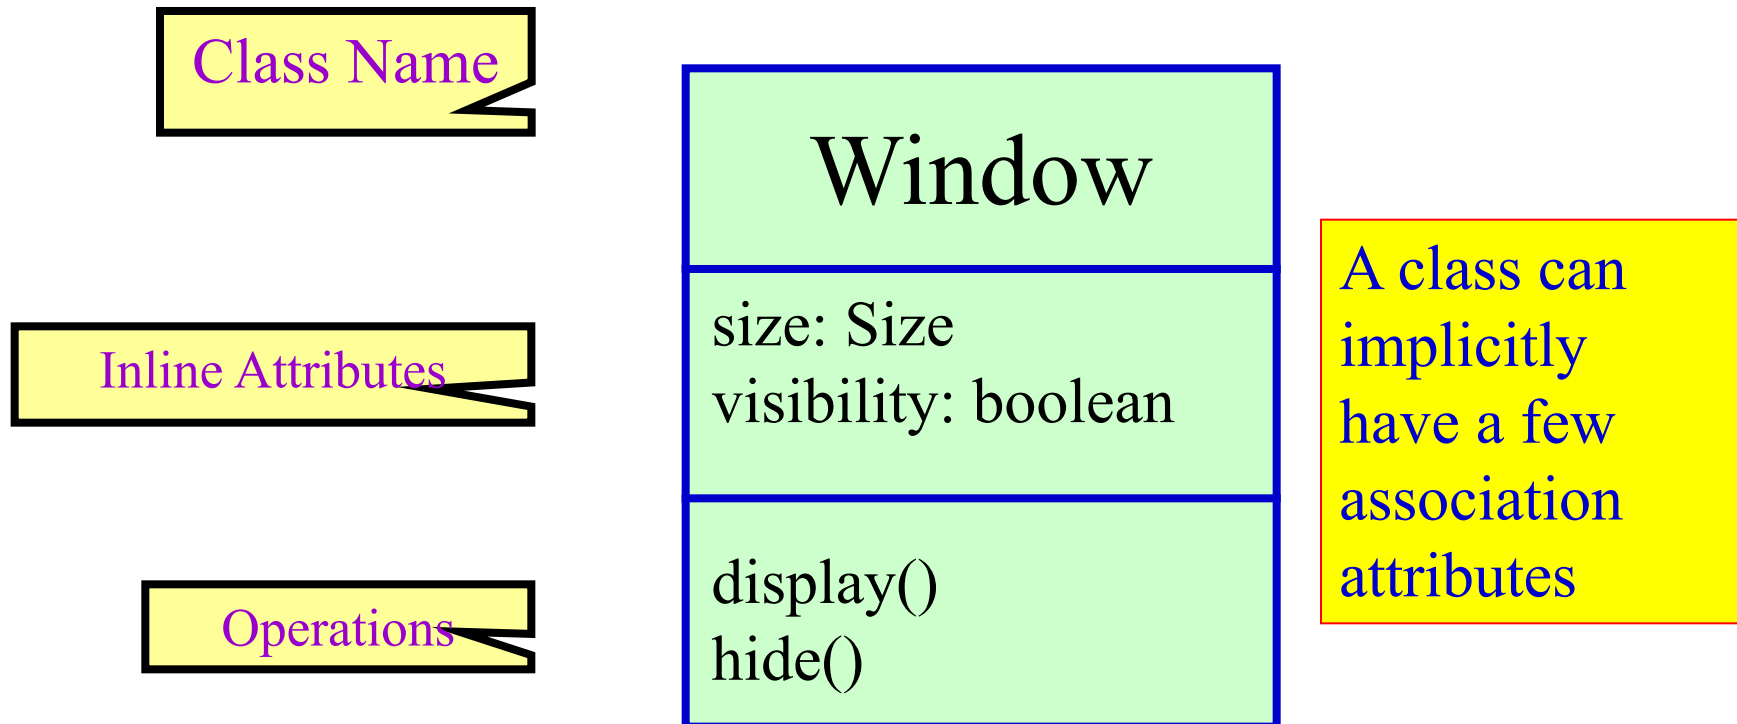 Class Name
Window
Inline Attributes
size: Size
visibility: boolean
Operations
display()
hide()
A class can
implicitly
have a few
association
attributes